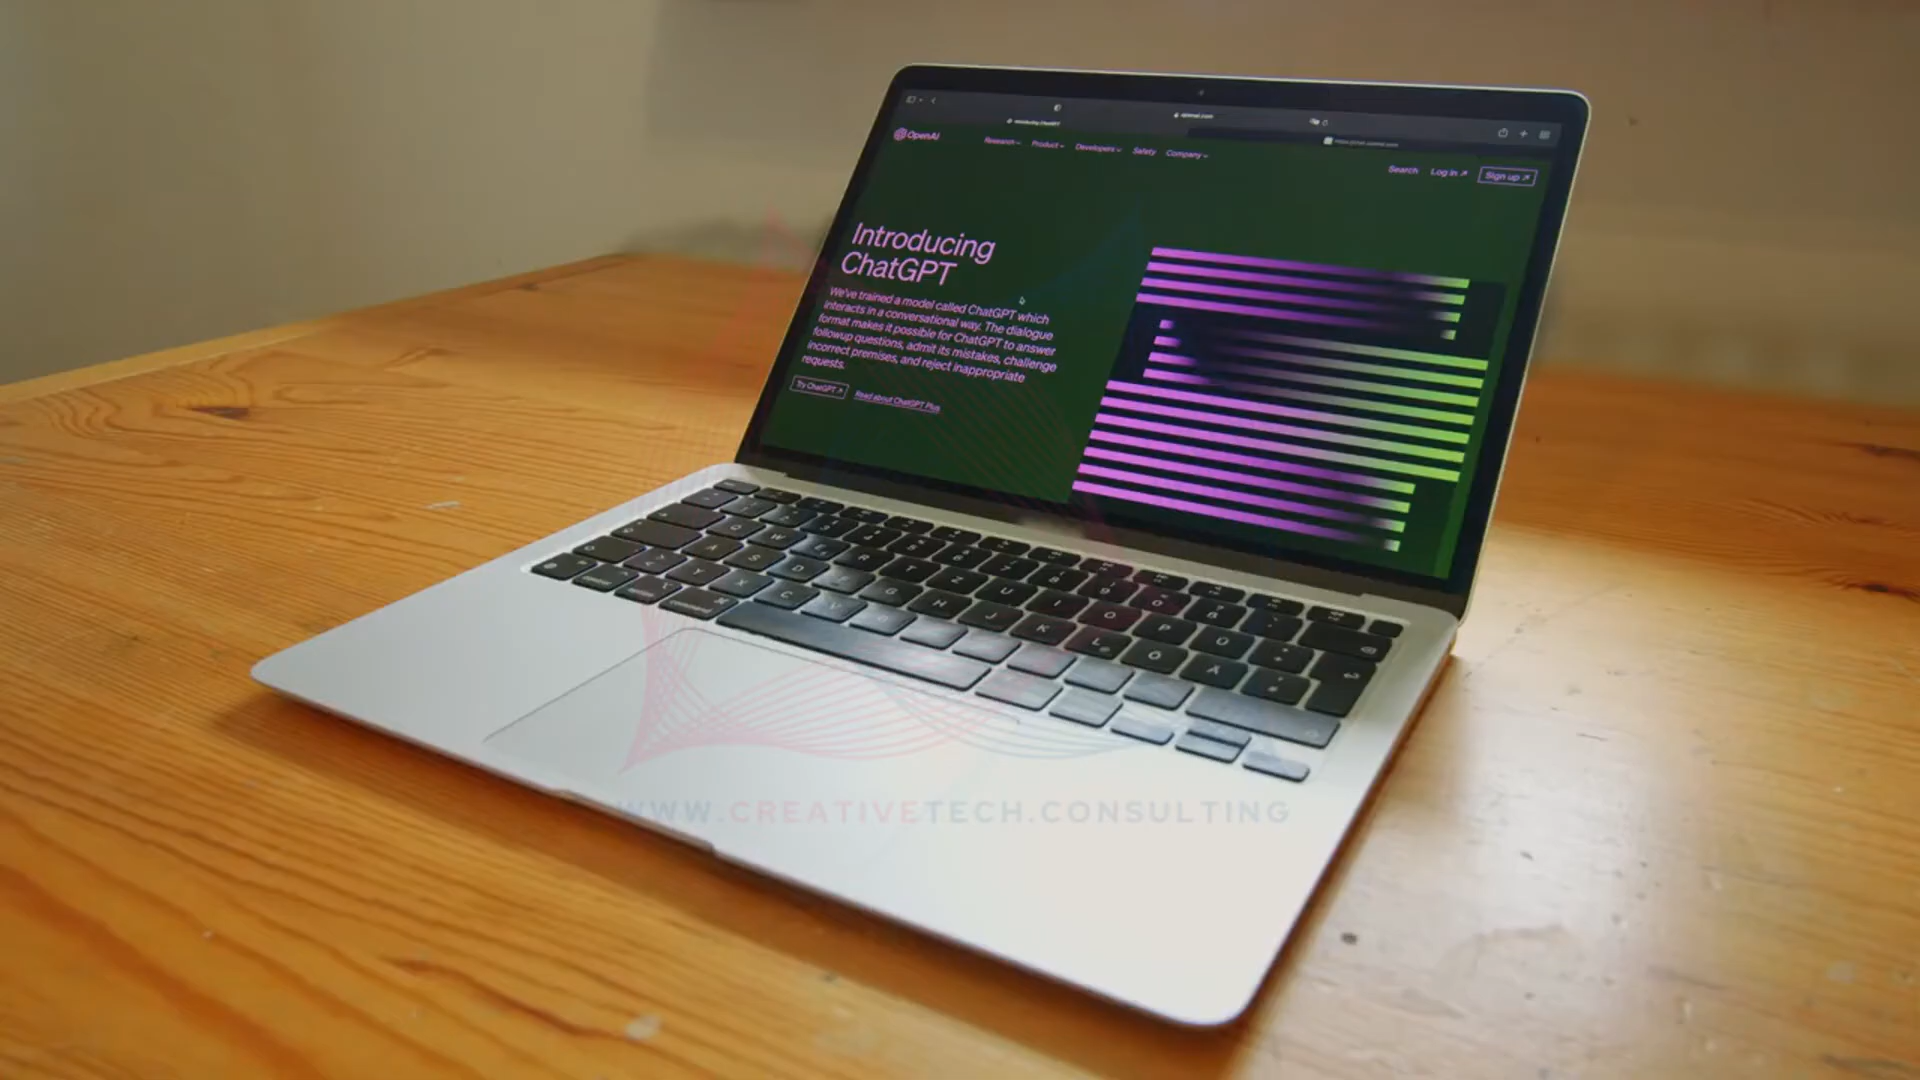 OpenAI
Research Product Developers Safety Company
Search Log in Sign up
Introducing
ChatGPT
We've trained a model called ChatGPT which
interacts in a conversational way. The dialogue
format makes it possible for ChatGPT to answer
followup questions, admit its mistakes, challenge
incorrect premises, and reject inappropriate
requests.
Try ChatGPT Read about ChatGPT Plus
W E R T Z U I O P Ü
A S D F G H J K L Ö Ä
Y X C V
command
WWW.CREATIVETECH.CONSULTING